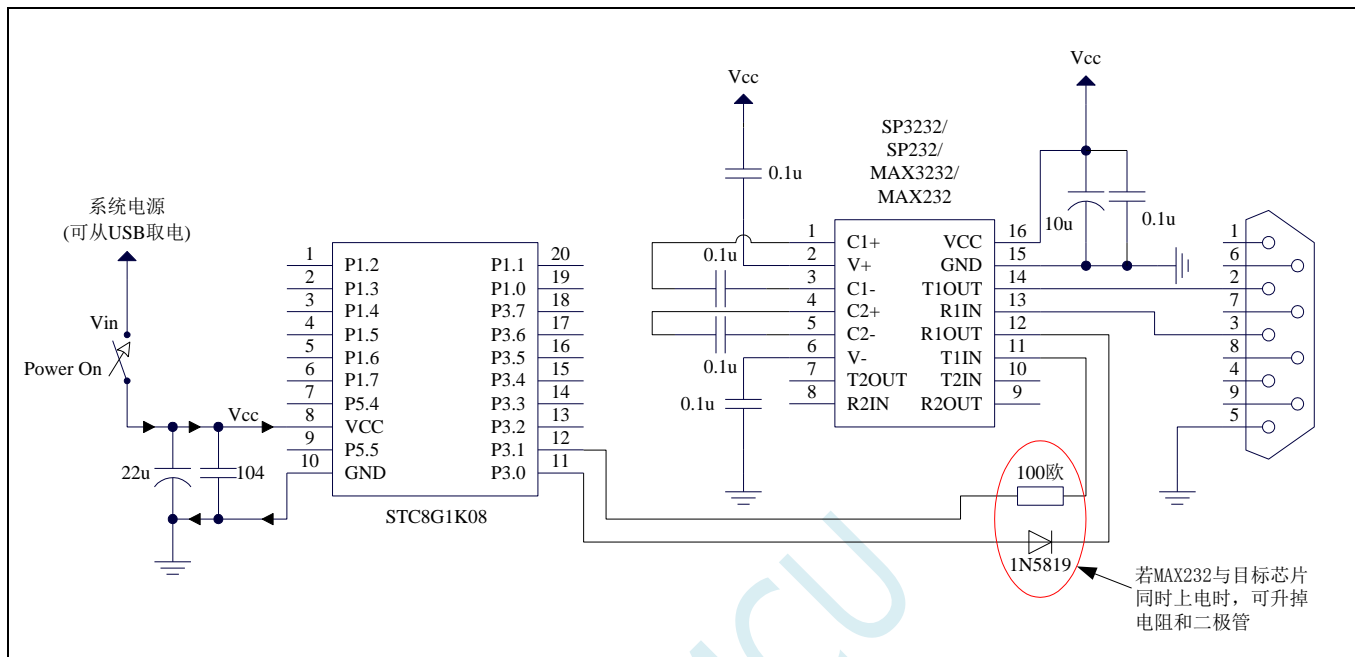 Vcc
Vcc
SP3232/
SP232/
MAX3232/
MAX232
0.1u
10u
0.1u
系统电源
(可从USB取电)
Vin
Power On
Vcc
22u
104
1 P1.2 P1.1 20
2 P1.3 P1.0 19
3 P1.4 P3.7 18
4 P1.5 P3.6 17
5 P1.6 P3.5 16
6 P1.7 P3.4 15
7 P5.4 P3.3 14
8 VCC P3.2 13
9 P5.5 P3.1 12
10 GND P3.0 11
STC8G1K08
0.1u
0.1u
0.1u
1 C1+ VCC 16
2 V+ GND 15
3 C1- T1OUT 14
4 C2+ R1IN 13
5 C2- R1OUT 12
6 V- T1IN 11
7 T2OUT T2IN 10
8 R2IN R2OUT 9
1
6
2
7
3
8
4
9
5
100欧
1N5819
若MAX232与目标芯片
同时上电时，可升掉
电阻和二极管
MCU